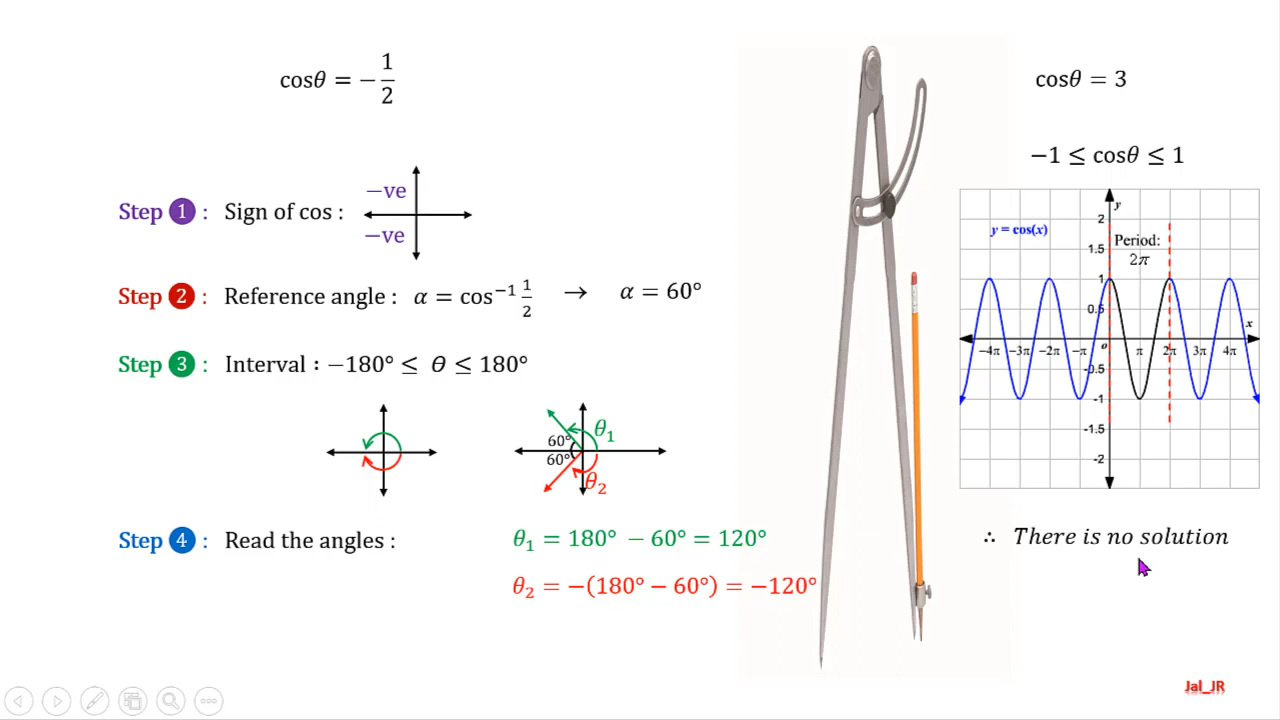 cosθ = −1/2
Step 1 : Sign of cos :
−ve
−ve
Step 2 : Reference angle : α = cos⁻¹ 1/2 → α = 60°
Step 3 : Interval : −180° ≤ θ ≤ 180°
60°
60°
θ₁
θ₂
Step 4 : Read the angles :
θ₁ = 180° − 60° = 120°
θ₂ = −(180° − 60°) = −120°
cosθ = 3
−1 ≤ cosθ ≤ 1
y
2
y = cos(x)
Period:
2π
1.5
1
0.5
x
o
−4π −3π −2π −π π 2π 3π 4π
-0.5
-1
-1.5
-2
∴ There is no solution
Jal_JR